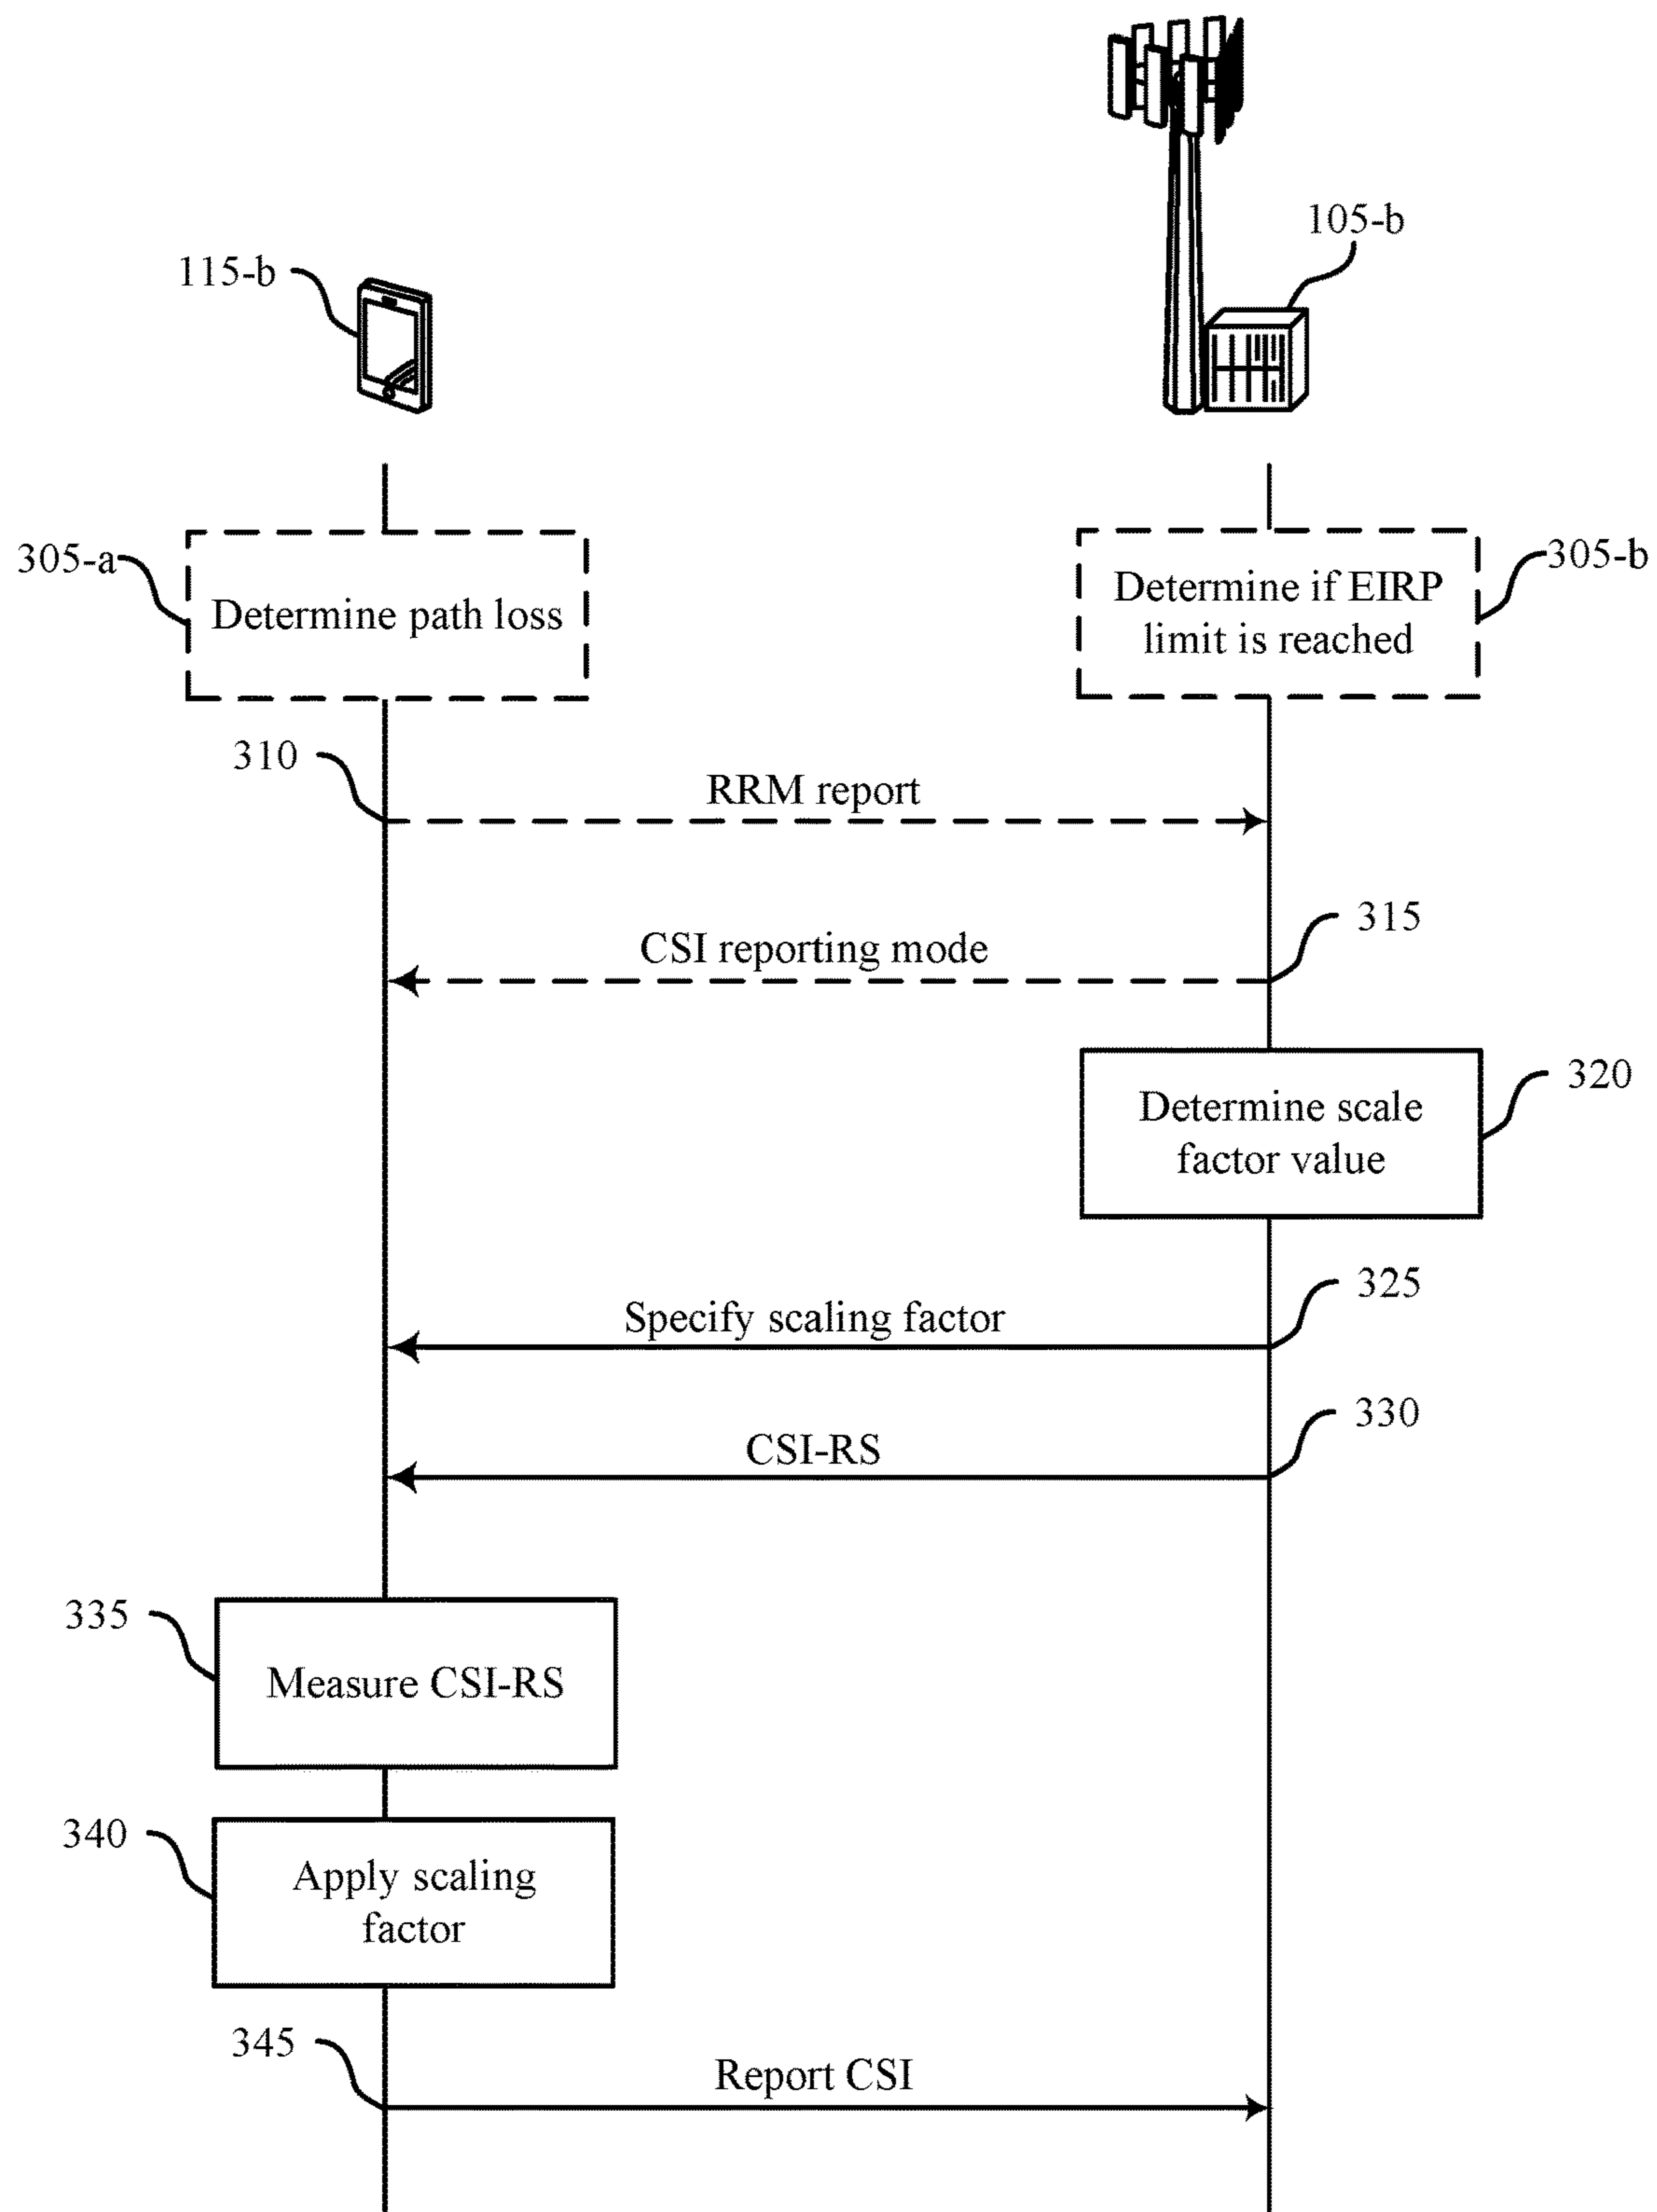 105-b
115-b
305-a
Determine path loss
Determine if EIRP
limit is reached
305-b
310
RRM report
315
CSI reporting mode
320
Determine scale
factor value
325
Specify scaling factor
330
CSI-RS
335
Measure CSI-RS
340
Apply scaling
factor
345
Report CSI